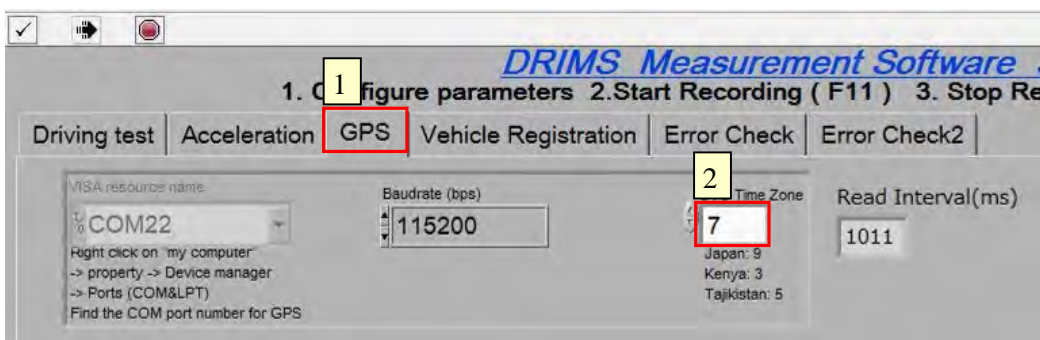 DRIMS Measurement Software
1
1. C figure parameters 2.Start Recording ( F11 ) 3. Stop Re
Driving test
Acceleration
GPS
Vehicle Registration
Error Check
Error Check2
VISA resource name
COM22
Right click on "my computer"
-> property -> Device manager
-> Ports (COM&LPT)
Find the COM port number for GPS
Baudrate (bps)
115200
2
Time Zone
7
Japan: 9
Kenya: 3
Tajikistan: 5
Read Interval(ms)
1011